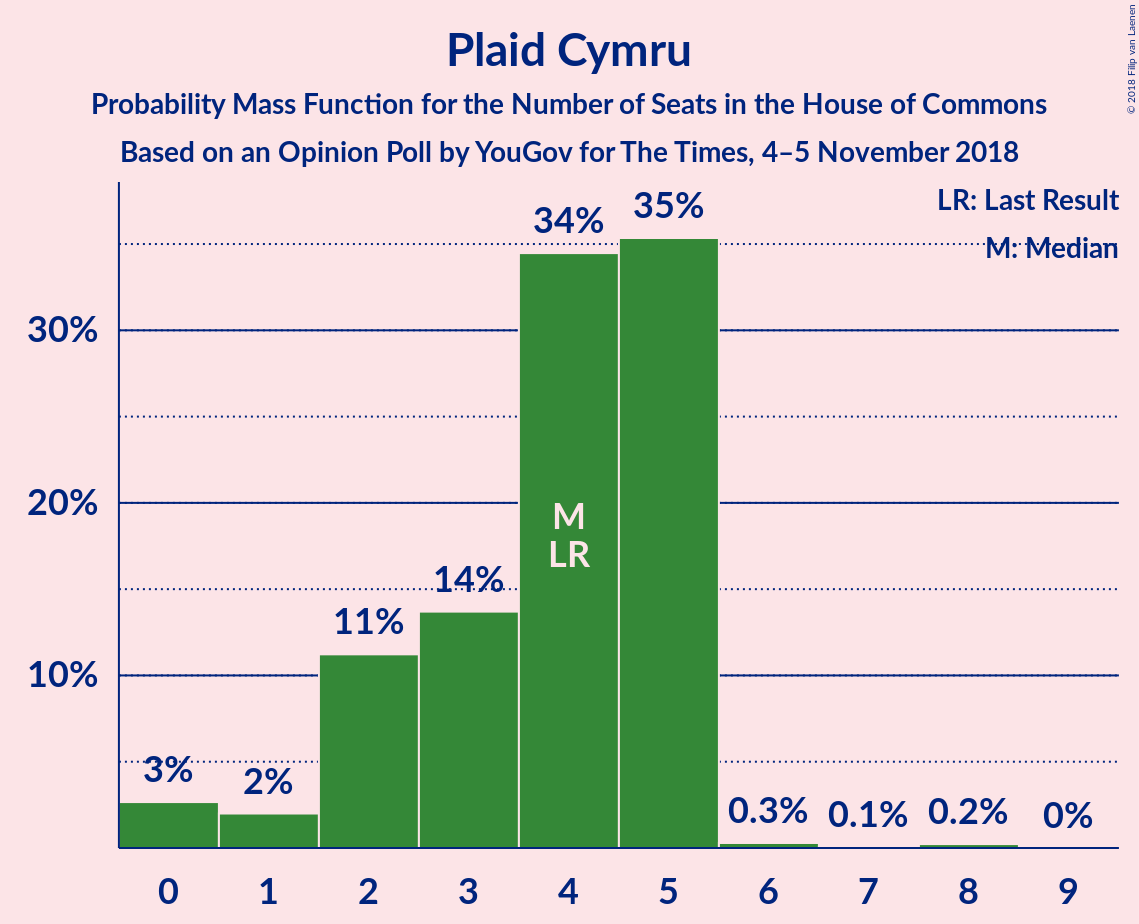 Plaid Cymru
Probability Mass Function for the Number of Seats in the House of Commons
Based on an Opinion Poll by YouGov for The Times, 4–5 November 2018
© 2018 Filip van Laenen
LR: Last Result
M: Median
30%
20%
10%
3%
2%
11%
14%
34%
35%
0.3%
0.1%
0.2%
0%
M
LR
0 1 2 3 4 5 6 7 8 9